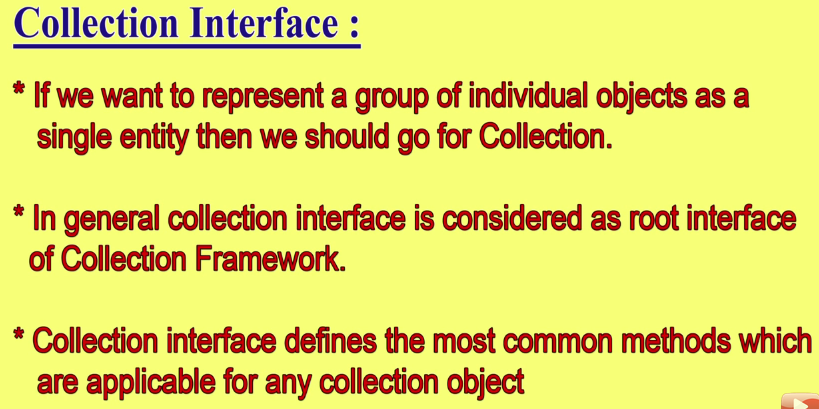 Collection Interface :
* If we want to represent a group of individual objects as a
single entity then we should go for Collection.
* In general collection interface is considered as root interface
of Collection Framework.
* Collection interface defines the most common methods which
are applicable for any collection object